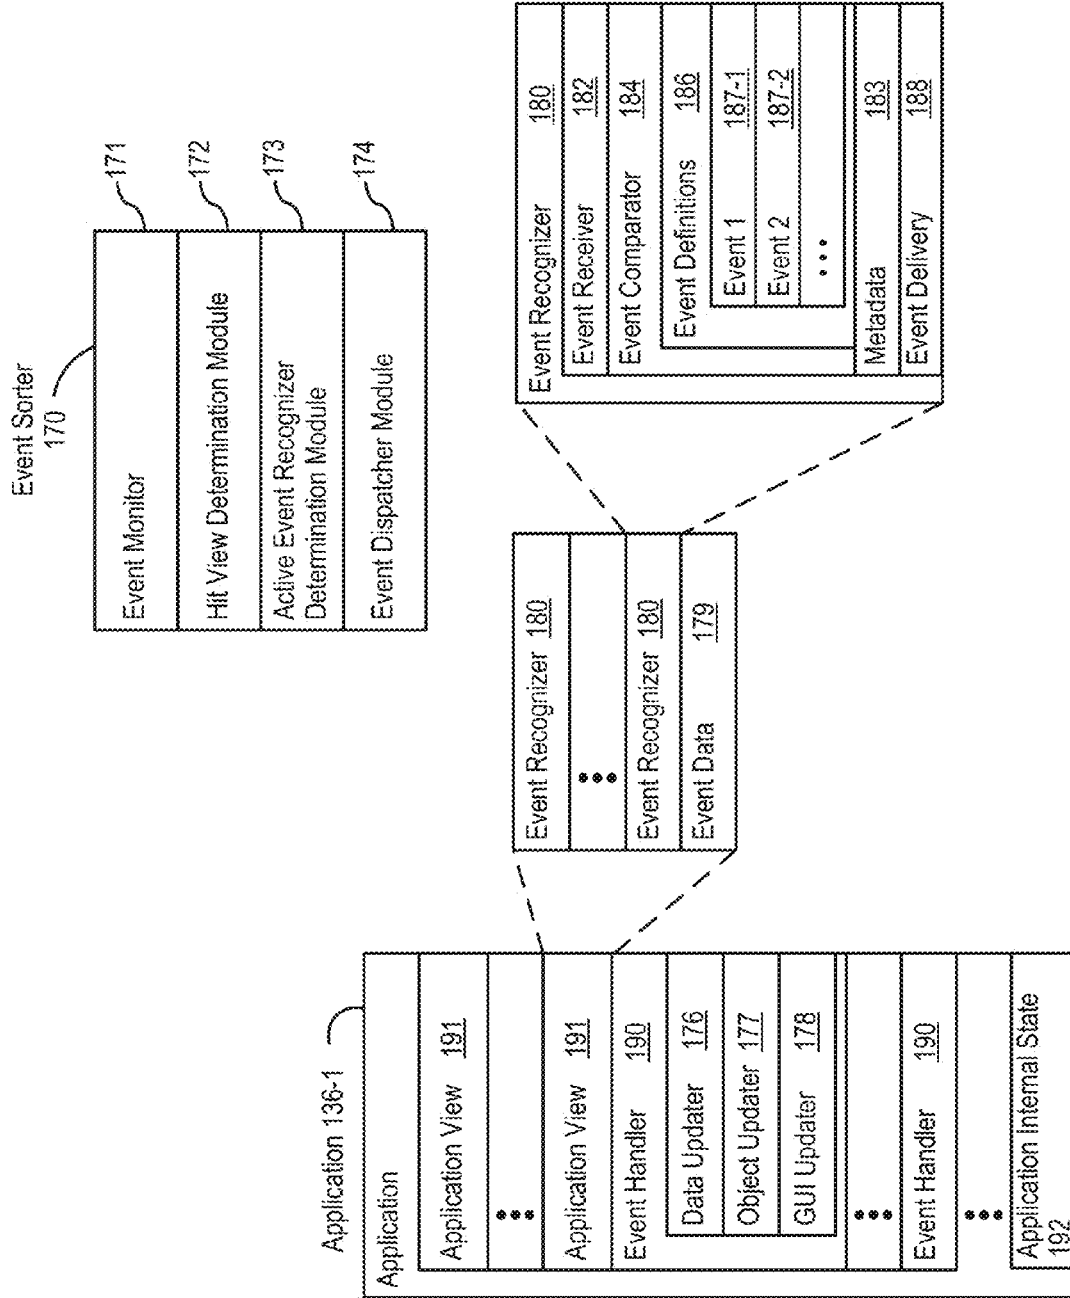 Event Sorter
170
Event Monitor
171
Hit View Determination Module
172
Active Event Recognizer
Determination Module
173
Event Dispatcher Module
174
Application 136-1
Application
Application View 191
•••
Application View 191
Event Handler 190
Data Updater 176
Object Updater 177
GUI Updater 178
•••
Event Handler 190
•••
Application Internal State
192
Event Recognizer 180
•••
Event Recognizer 180
Event Data 179
Event Recognizer 180
Event Receiver 182
Event Comparator 184
Event Definitions 186
Event 1 187-1
Event 2 187-2
•••
Metadata 183
Event Delivery 188